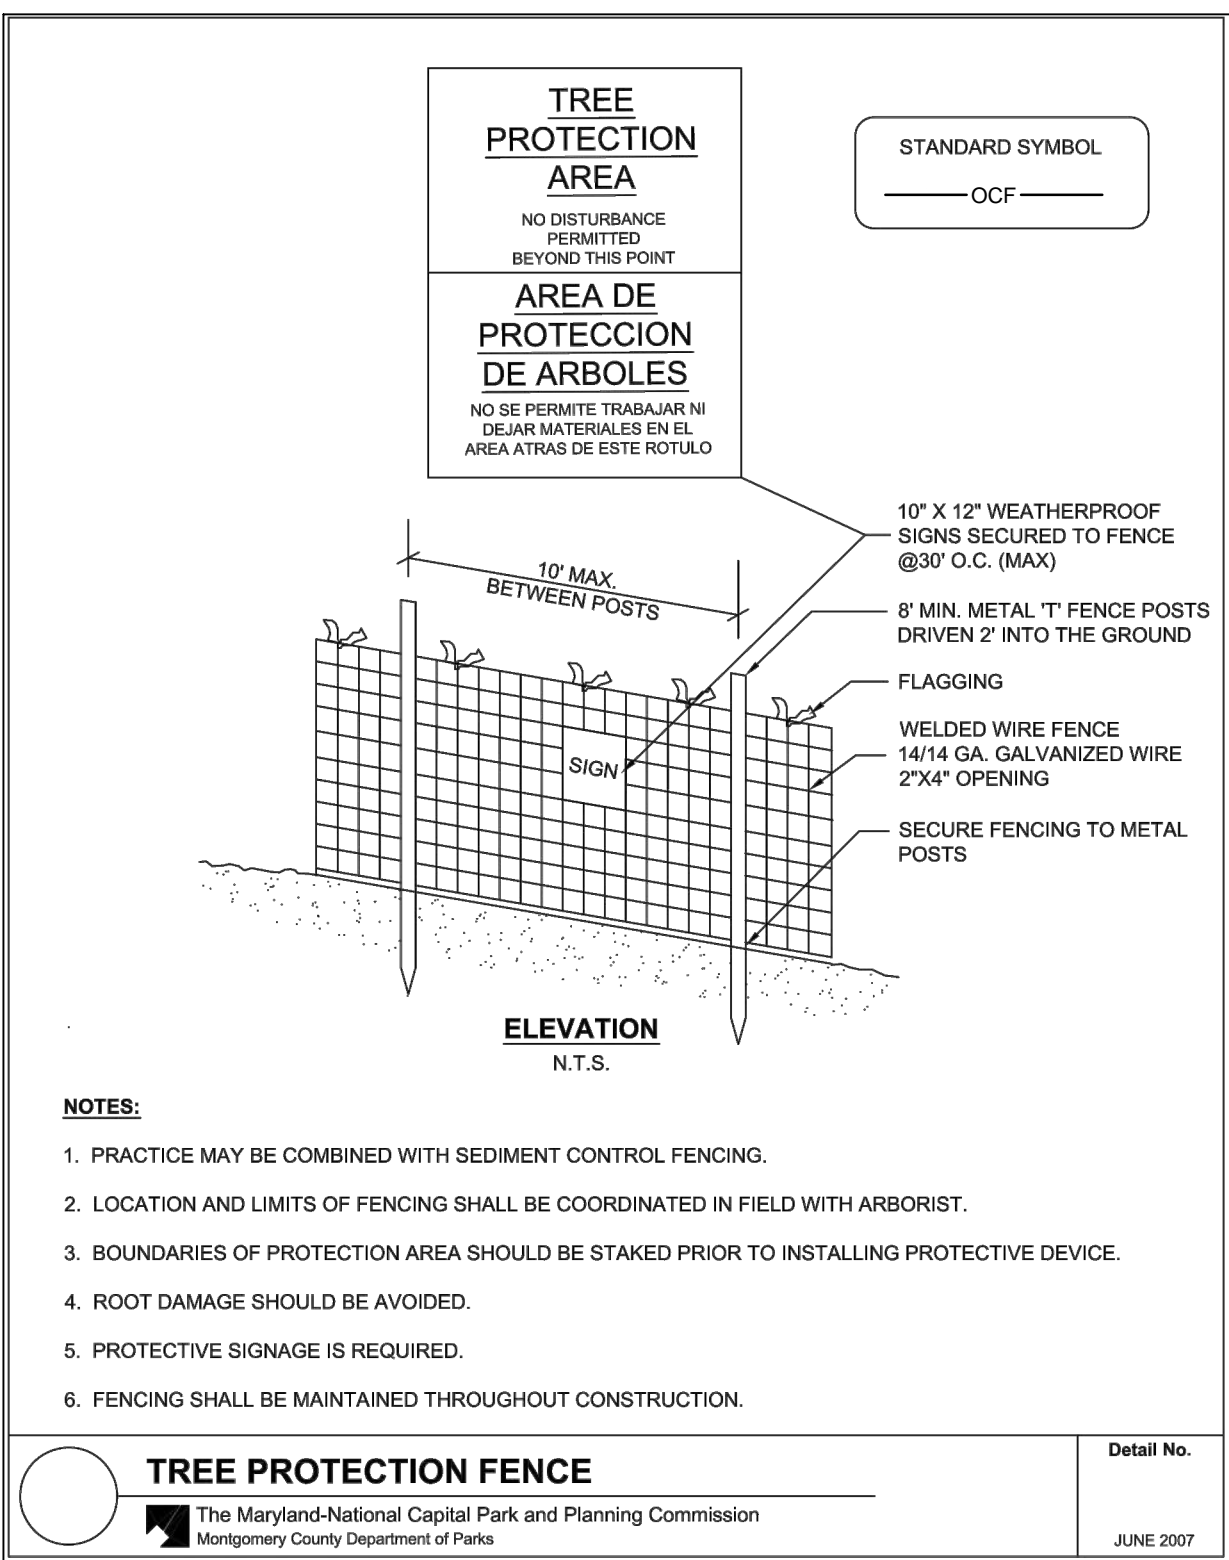 TREE
PROTECTION
AREA
NO DISTURBANCE
PERMITTED
BEYOND THIS POINT
AREA DE
PROTECCION
DE ARBOLES
NO SE PERMITE TRABAJAR NI
DEJAR MATERIALES EN EL
AREA ATRAS DE ESTE ROTULO
STANDARD SYMBOL
OCF
10" X 12" WEATHERPROOF
SIGNS SECURED TO FENCE
@30' O.C. (MAX)
10' MAX.
BETWEEN POSTS
8' MIN. METAL 'T' FENCE POSTS
DRIVEN 2' INTO THE GROUND
FLAGGING
WELDED WIRE FENCE
14/14 GA. GALVANIZED WIRE
2"X4" OPENING
SIGN
SECURE FENCING TO METAL
POSTS
ELEVATION
N.T.S.
NOTES:
1. PRACTICE MAY BE COMBINED WITH SEDIMENT CONTROL FENCING.
2. LOCATION AND LIMITS OF FENCING SHALL BE COORDINATED IN FIELD WITH ARBORIST.
3. BOUNDARIES OF PROTECTION AREA SHOULD BE STAKED PRIOR TO INSTALLING PROTECTIVE DEVICE.
4. ROOT DAMAGE SHOULD BE AVOIDED.
5. PROTECTIVE SIGNAGE IS REQUIRED.
6. FENCING SHALL BE MAINTAINED THROUGHOUT CONSTRUCTION.
TREE PROTECTION FENCE
The Maryland-National Capital Park and Planning Commission
Montgomery County Department of Parks
Detail No.
JUNE 2007